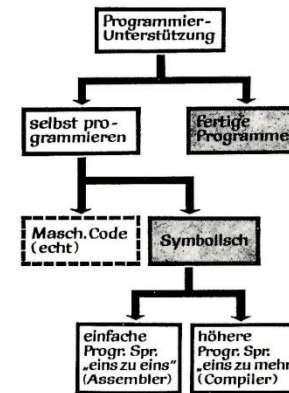 Programmier-
Unterstützung
selbst pro-
grammieren
fertige
Programme
Masch. Code
(echt)
Symbolisch
einfache
Progr. Spr.
„eins zu eins”
(Assembler)
höhere
Progr. Spr.
„eins zu mehr”
(Compiler)